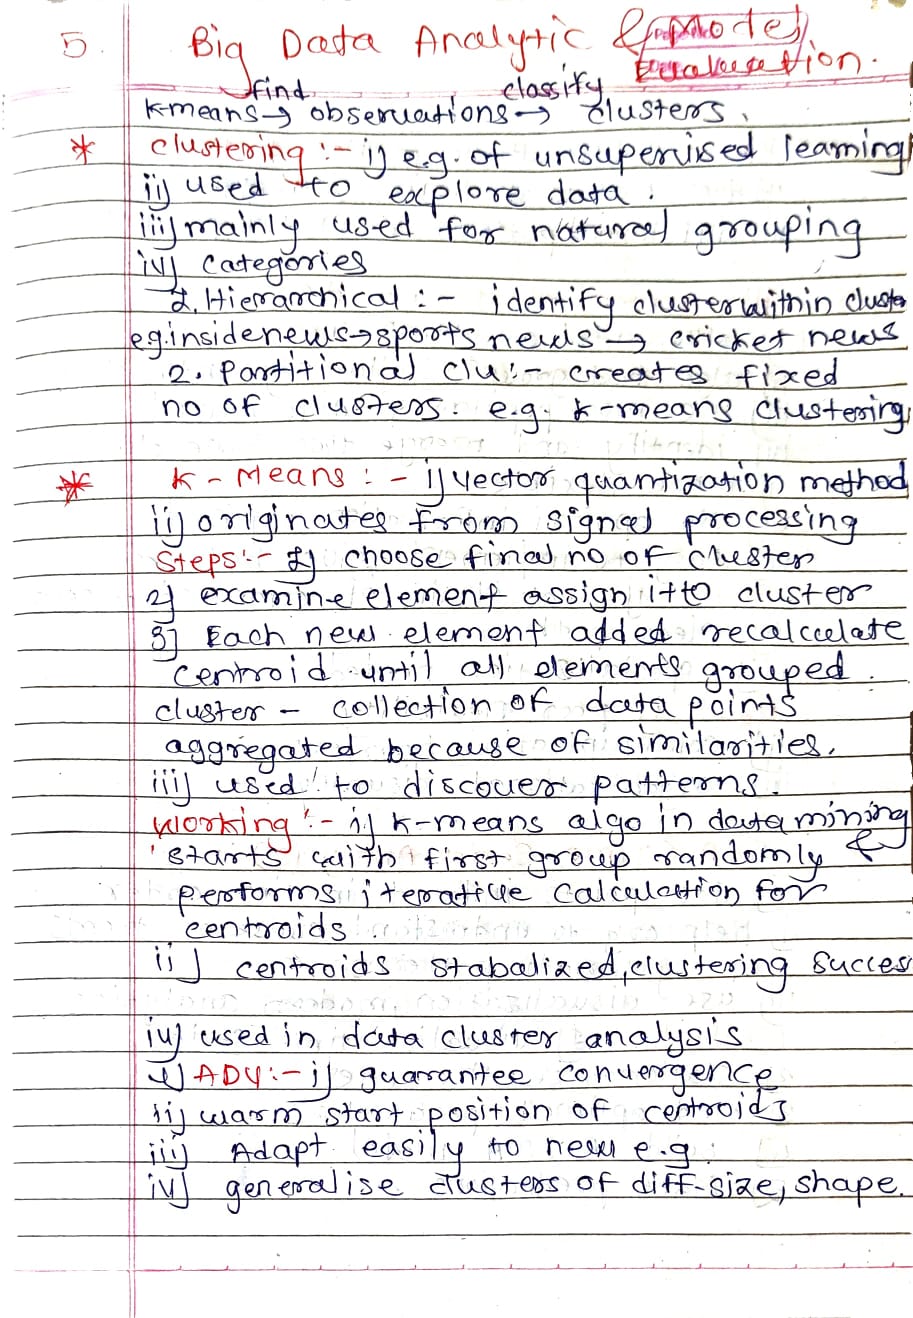 5. Big Data Analytic & Model
Evaluation.
find classify
k-means → observations → clusters.
* clustering :- i) e.g. of unsupervised learning
ii) used to explore data.
iii) mainly used for natural grouping
iv) categories
1. Hierarchical :- identify cluster within cluster
eg. inside news → sports news → cricket news
2. Partitional clu :- creates fixed
no of clusters. e.g. k-means clustering
* K-Means :- i) vector quantization method
ii) originates from signal processing
Steps :- 1) choose final no of cluster
2) examine element assign it to cluster
3) Each new element added recalculate
centroid until all elements grouped.
cluster - collection of data points
aggregated because of similarities.
iii) used to discover patterns.
Working :- i) k-means algo in data mining
starts with first group randomly &
performs iterative calculation for
centroids.
ii) centroids stabalized, clustering Succes
iv) used in data cluster analysis
v) ADV :- i) guarantee convergence
ii) warm start position of centroids
iii) Adapt easily to new e.g.
iv) generalise clusters of diff-size, shape.